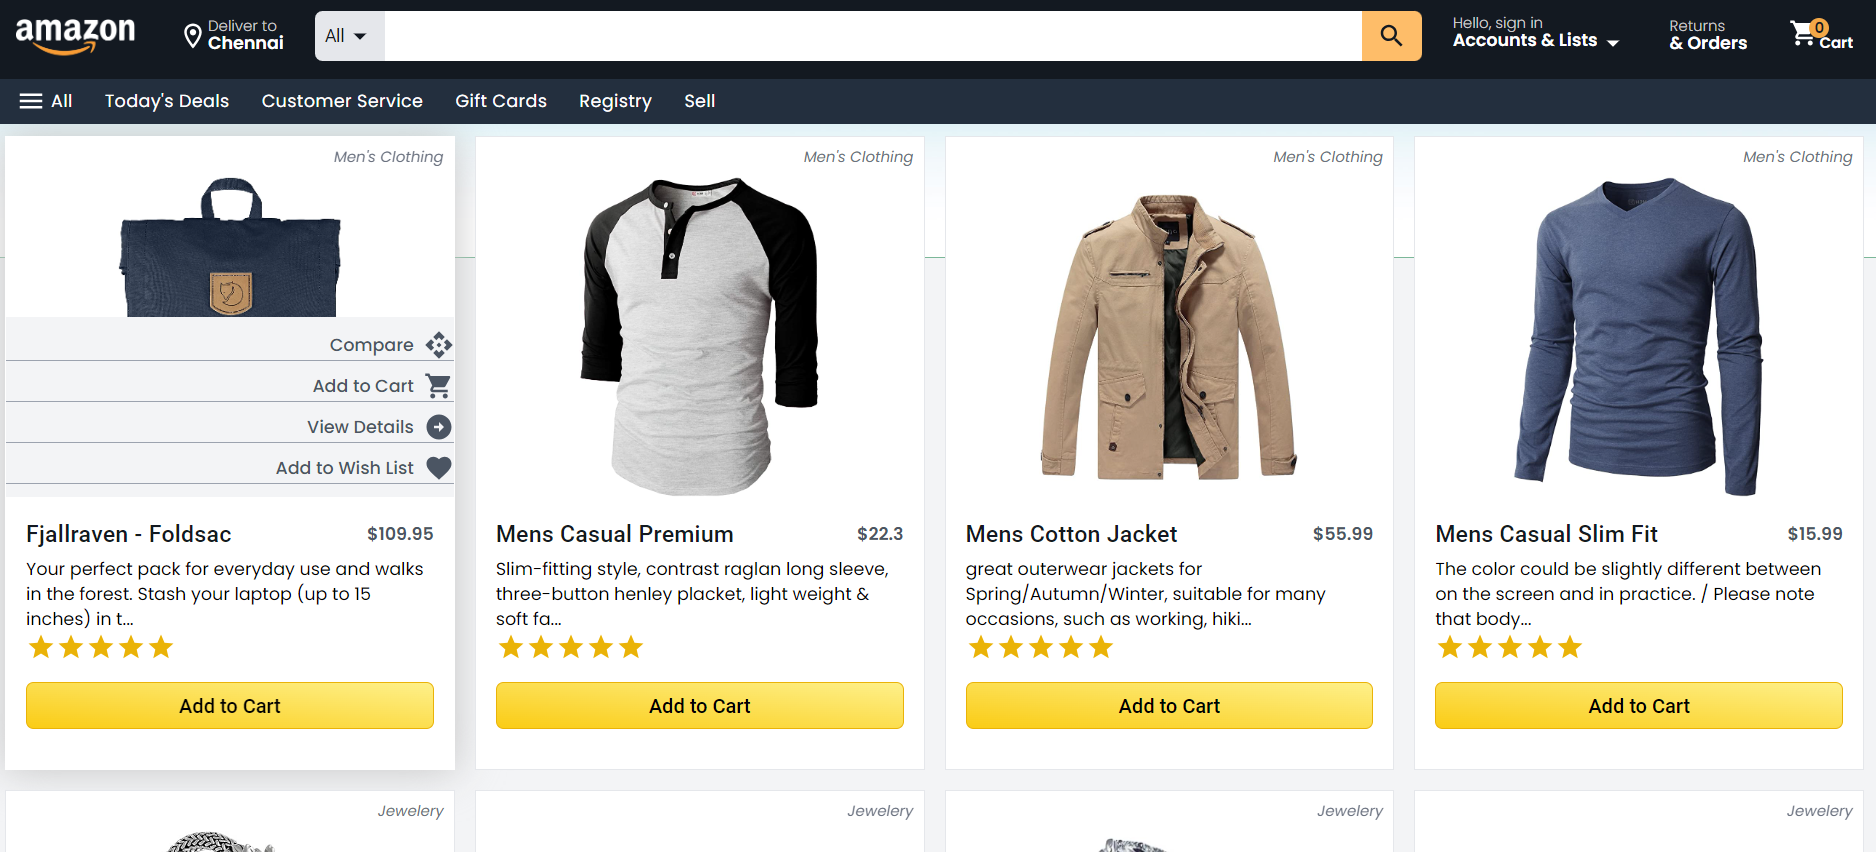 amazon
Deliver to
Chennai
All
Hello, sign in
Accounts & Lists
Returns
& Orders
0
Cart
All
Today's Deals
Customer Service
Gift Cards
Registry
Sell
Men's Clothing
Compare
Add to Cart
View Details
Add to Wish List
Fjallraven - Foldsac
$109.95
Your perfect pack for everyday use and walks
in the forest. Stash your laptop (up to 15
inches) in t...
Add to Cart
Men's Clothing
Mens Casual Premium
$22.3
Slim-fitting style, contrast raglan long sleeve,
three-button henley placket, light weight &
soft fa...
Add to Cart
Men's Clothing
Mens Cotton Jacket
$55.99
great outerwear jackets for
Spring/Autumn/Winter, suitable for many
occasions, such as working, hiki...
Add to Cart
Men's Clothing
Mens Casual Slim Fit
$15.99
The color could be slightly different between
on the screen and in practice. / Please note
that body...
Add to Cart
Jewelery
Jewelery
Jewelery
Jewelery